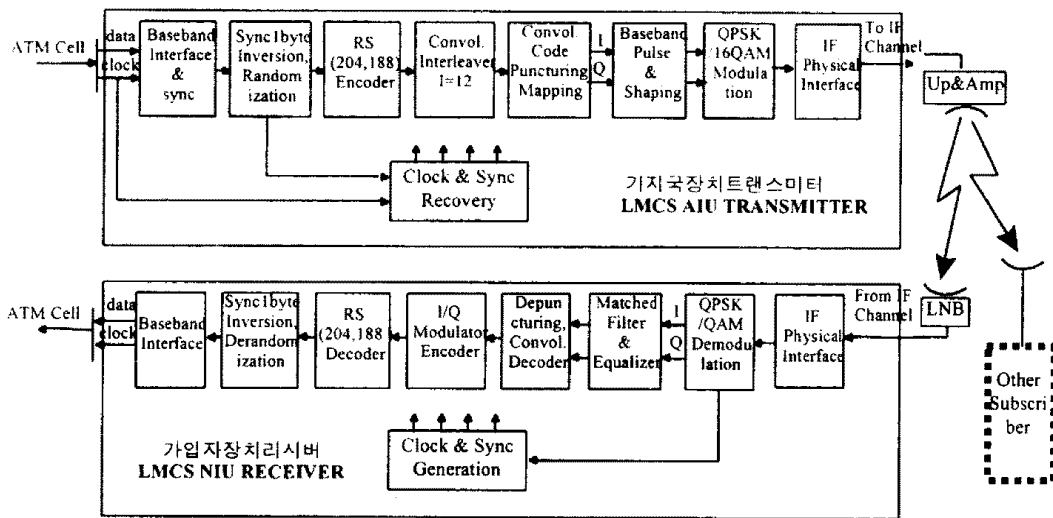 ATM Cell
data
clock
Baseband
Interface
&
sync
Sync1byte
Inversion,
Random
ization
RS
(204,188)
Encoder
Convol.
Interleaver
I=12
Convol.
Code
Puncturing
Mapping
I
Q
Baseband
Pulse
&
Shaping
QPSK
/16QAM
Modula
tion
IF
Physical
Interface
To IF
Channel
Up&Amp
Clock & Sync
Recovery
기지국장치트랜스미터
LMCS AIU TRANSMITTER
ATM Cell
data
clock
Baseband
Interface
Sync1byte
Inversion,
Derandom
ization
RS
(204,188
Decoder
I/Q
Modulator
Encoder
Depun
cturing,
Convol.
Decoder
Matched
Filter
&
Equalizer
I
Q
QPSK
/QAM
Demodu
lation
IF
Physical
Interface
From IF
Channel
LNB
Other
Subscri
ber
가입자장치리시버
LMCS NIU RECEIVER
Clock & Sync
Generation